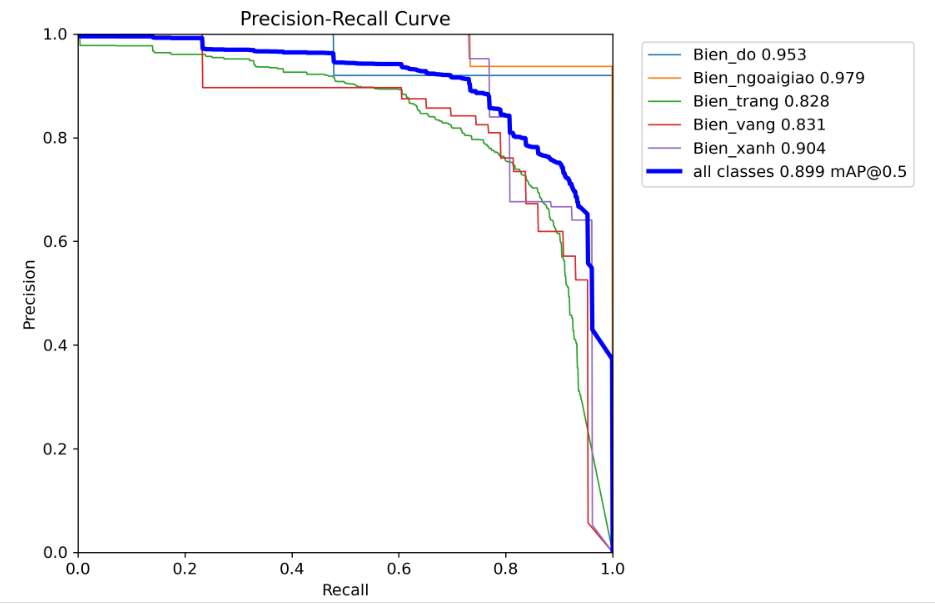 Precision-Recall Curve
1.0
0.8
0.6
0.4
0.2
0.0
Precision
0.0 0.2 0.4 0.6 0.8 1.0
Recall
Bien_do 0.953
Bien_ngoaigiao 0.979
Bien_trang 0.828
Bien_vang 0.831
Bien_xanh 0.904
all classes 0.899 mAP@0.5